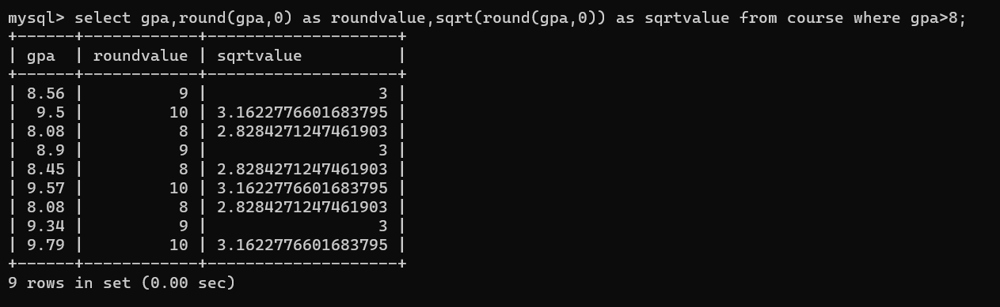 mysql> select gpa,round(gpa,0) as roundvalue,sqrt(round(gpa,0)) as sqrtvalue from course where gpa>8;
+------+------------+--------------------+
| gpa  | roundvalue | sqrtvalue          |
+------+------------+--------------------+
| 8.56 |          9 |                  3 |
|  9.5 |         10 | 3.1622776601683795 |
| 8.08 |          8 | 2.8284271247461903 |
|  8.9 |          9 |                  3 |
| 8.45 |          8 | 2.8284271247461903 |
| 9.57 |         10 | 3.1622776601683795 |
| 8.08 |          8 | 2.8284271247461903 |
| 9.34 |          9 |                  3 |
| 9.79 |         10 | 3.1622776601683795 |
+------+------------+--------------------+
9 rows in set (0.00 sec)